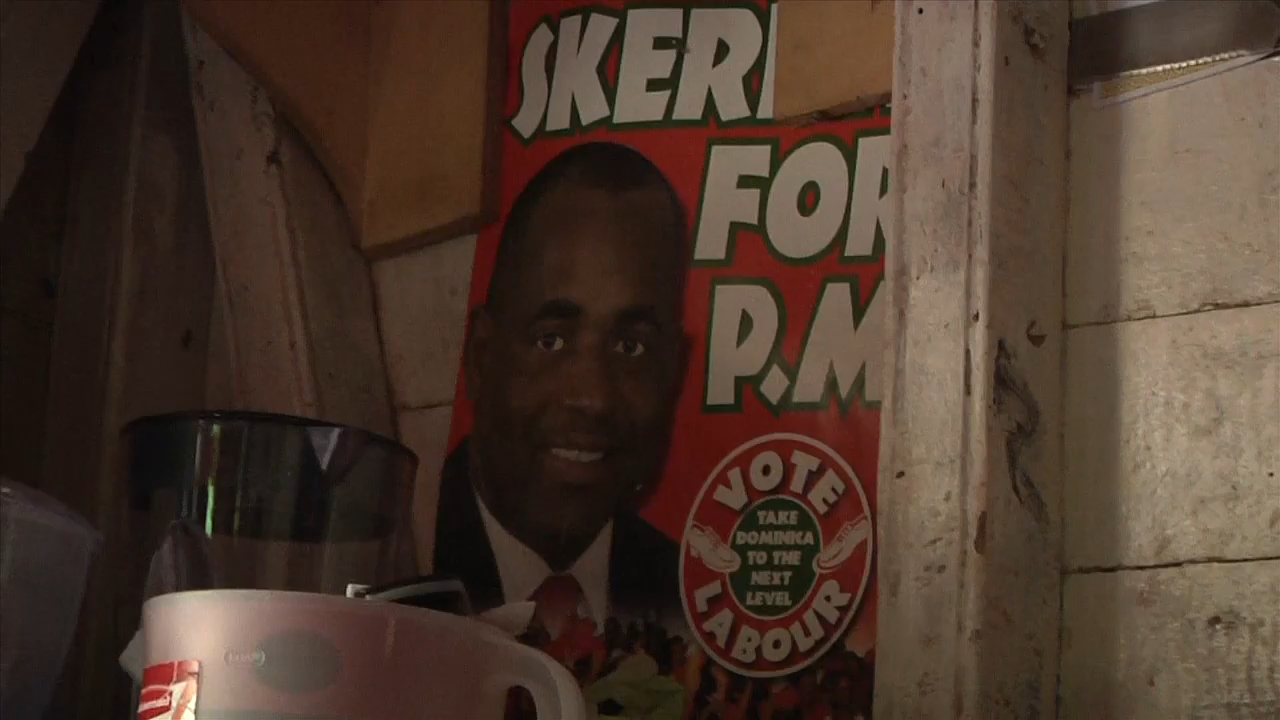 SKER
FOR
P.M
VOTE
TAKE
DOMINICA
TO THE
NEXT
LEVEL
LABOUR